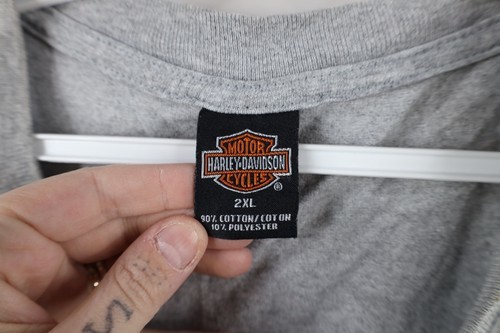 MOTOR
HARLEY-DAVIDSON
CYCLES
®
2XL
90% COTTON/COTON
10% POLYESTER